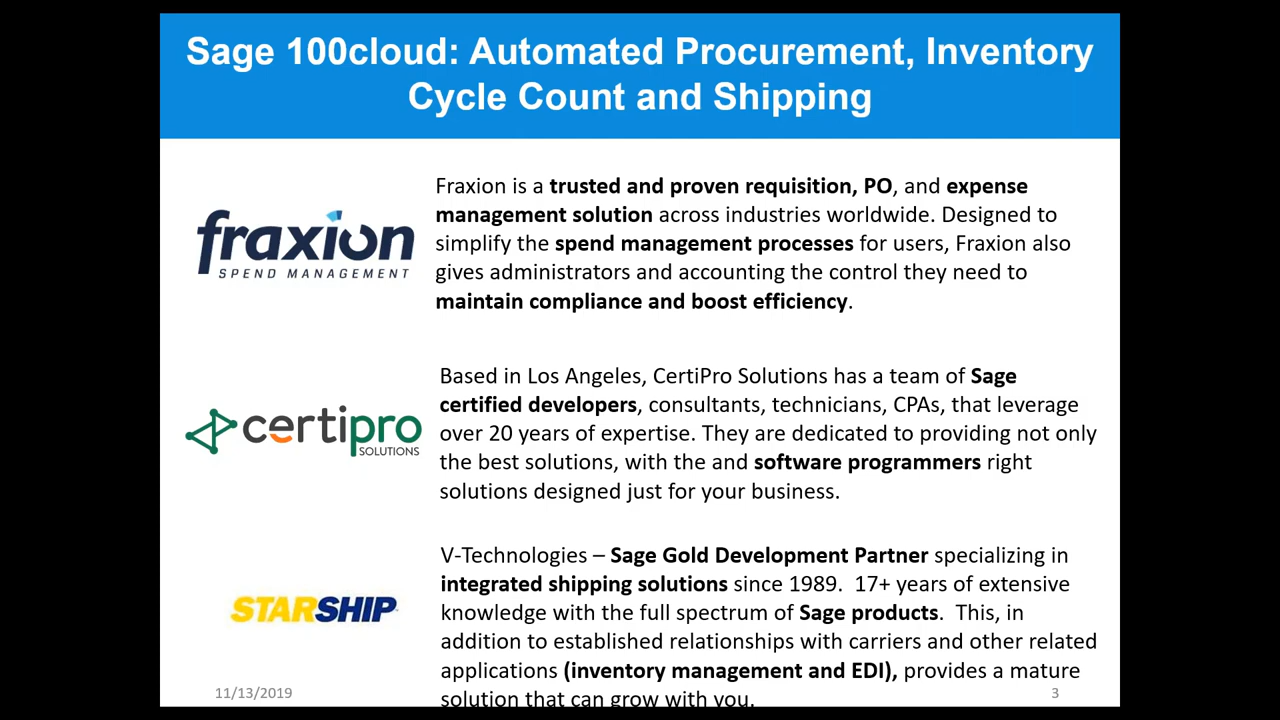 Sage 100cloud: Automated Procurement, Inventory
Cycle Count and Shipping
fraxion
SPEND MANAGEMENT
Fraxion is a trusted and proven requisition, PO, and expense
management solution across industries worldwide. Designed to
simplify the spend management processes for users, Fraxion also
gives administrators and accounting the control they need to
maintain compliance and boost efficiency.
certipro
SOLUTIONS
Based in Los Angeles, CertiPro Solutions has a team of Sage
certified developers, consultants, technicians, CPAs, that leverage
over 20 years of expertise. They are dedicated to providing not only
the best solutions, with the and software programmers right
solutions designed just for your business.
STARSHIP
V-Technologies – Sage Gold Development Partner specializing in
integrated shipping solutions since 1989.  17+ years of extensive
knowledge with the full spectrum of Sage products.  This, in
addition to established relationships with carriers and other related
applications (inventory management and EDI), provides a mature
solution that can grow with you.
11/13/2019
3